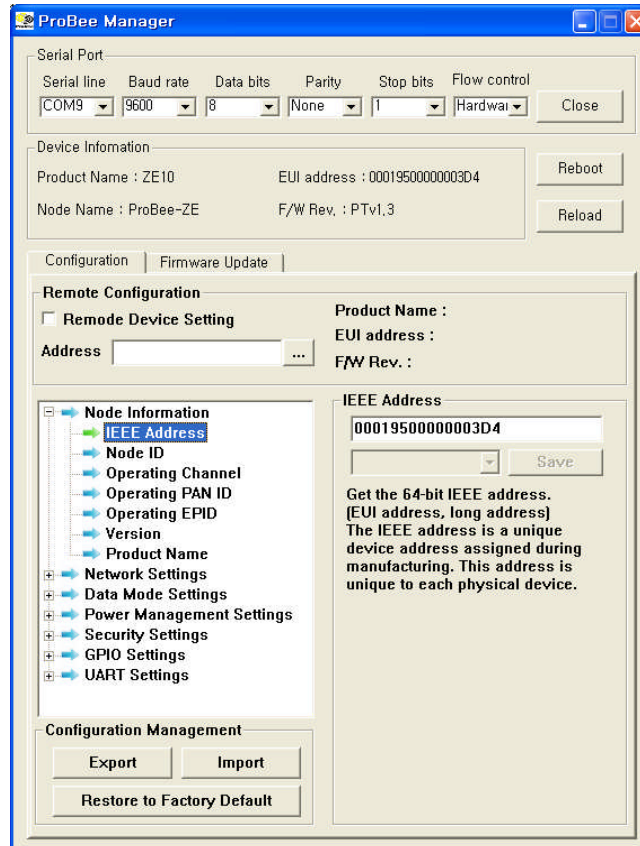 ProBee Manager
Serial Port
Serial line Baud rate Data bits Parity Stop bits Flow control
COM9 9600 8 None 1 Hardwai Close
Device Infomation
Product Name : ZE10 EUI address : 00019500000003D4 Reboot
Node Name : ProBee-ZE F/W Rev. : PTv1.3 Reload
Configuration Firmware Update
Remote Configuration
Remode Device Setting
Address ...
Product Name :
EUI address :
F/W Rev. :
Node Information
IEEE Address
Node ID
Operating Channel
Operating PAN ID
Operating EPID
Version
Product Name
Network Settings
Data Mode Settings
Power Management Settings
Security Settings
GPIO Settings
UART Settings
IEEE Address
00019500000003D4
Save
Get the 64-bit IEEE address.
(EUI address, long address)
The IEEE address is a unique
device address assigned during
manufacturing. This address is
unique to each physical device.
Configuration Management
Export Import
Restore to Factory Default